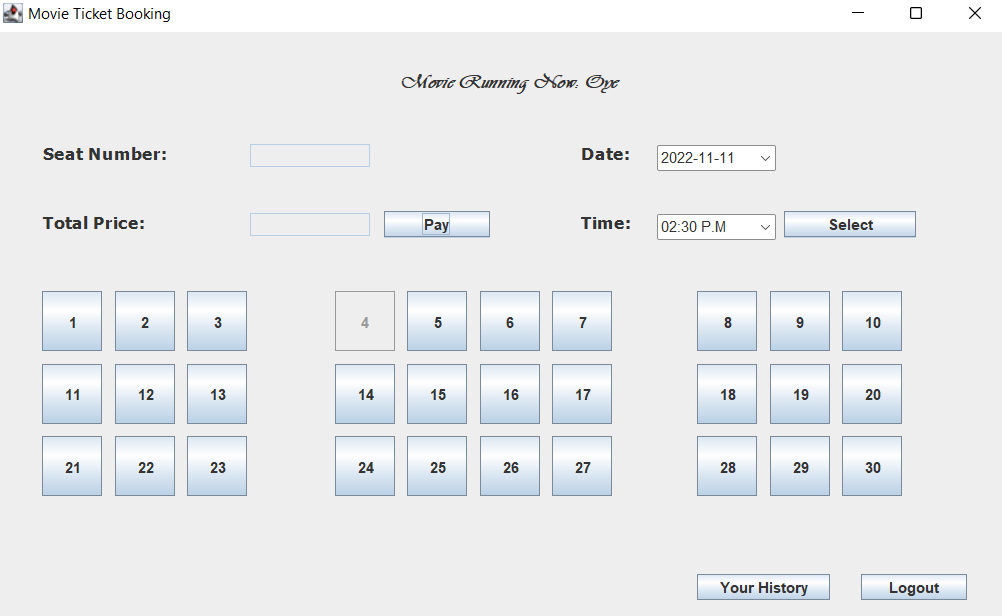 Movie Ticket Booking
Movie Running Now: Oye
Seat Number:
Date: 2022-11-11
Total Price: Pay
Time: 02:30 P.M Select
1 2 3 4 5 6 7 8 9 10
11 12 13 14 15 16 17 18 19 20
21 22 23 24 25 26 27 28 29 30
Your History Logout